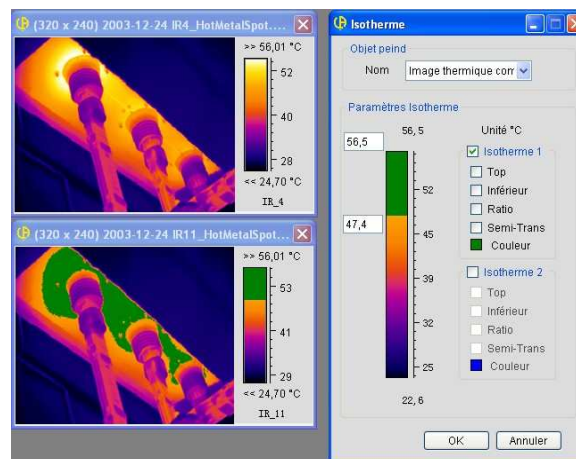 (320 x 240) 2003-12-24 IR4_HotMetalSpot....
>> 56,01 °C
52
40
28
<< 24,70 °C
IR_4
(320 x 240) 2003-12-24 IR11_HotMetalSpot....
>> 56,01 °C
53
41
29
<< 24,70 °C
IR_11
Isotherme
Objet peind
Nom Image thermique com
Paramètres Isotherme
56, 5 Unité °C
56,5
Isotherme 1
Top
52 Inférieur
Ratio
47,4 45 Semi-Trans
Couleur
39 Isotherme 2
Top
32 Inférieur
Ratio
Semi-Trans
25 Couleur
22, 6
OK Annuler